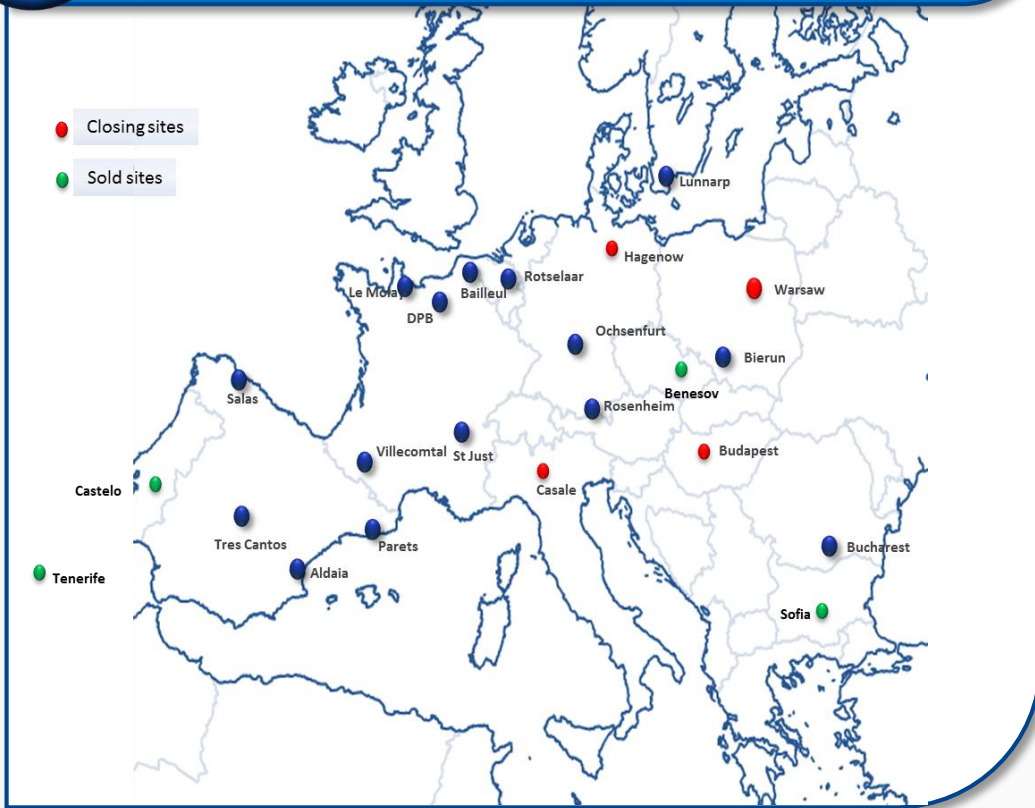 Closing sites
Sold sites
Lunnarp
Hagenow
Rotselaar
Warsaw
Le Molay
Bailleul
DPB
Ochsenfurt
Bierun
Benesov
Salas
Rosenheim
Villecomtal
St Just
Budapest
Castelo
Casale
Tres Cantos
Parets
Bucharest
Aldaia
Tenerife
Sofia